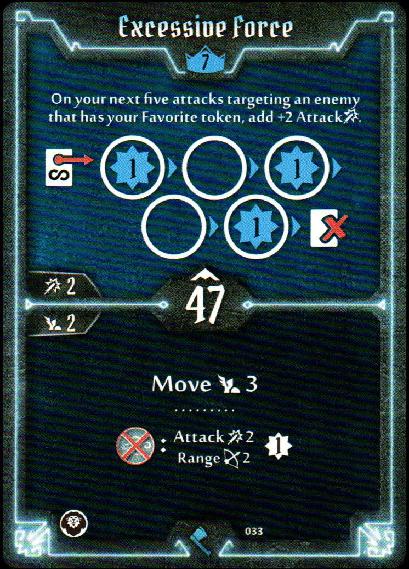 Excessive Force
7
On your next five attacks targeting an enemy
that has your Favorite token, add +2 Attack.
1 1
1
2
47
2
Move 3
.........
: Attack 2
Range 2
1
033